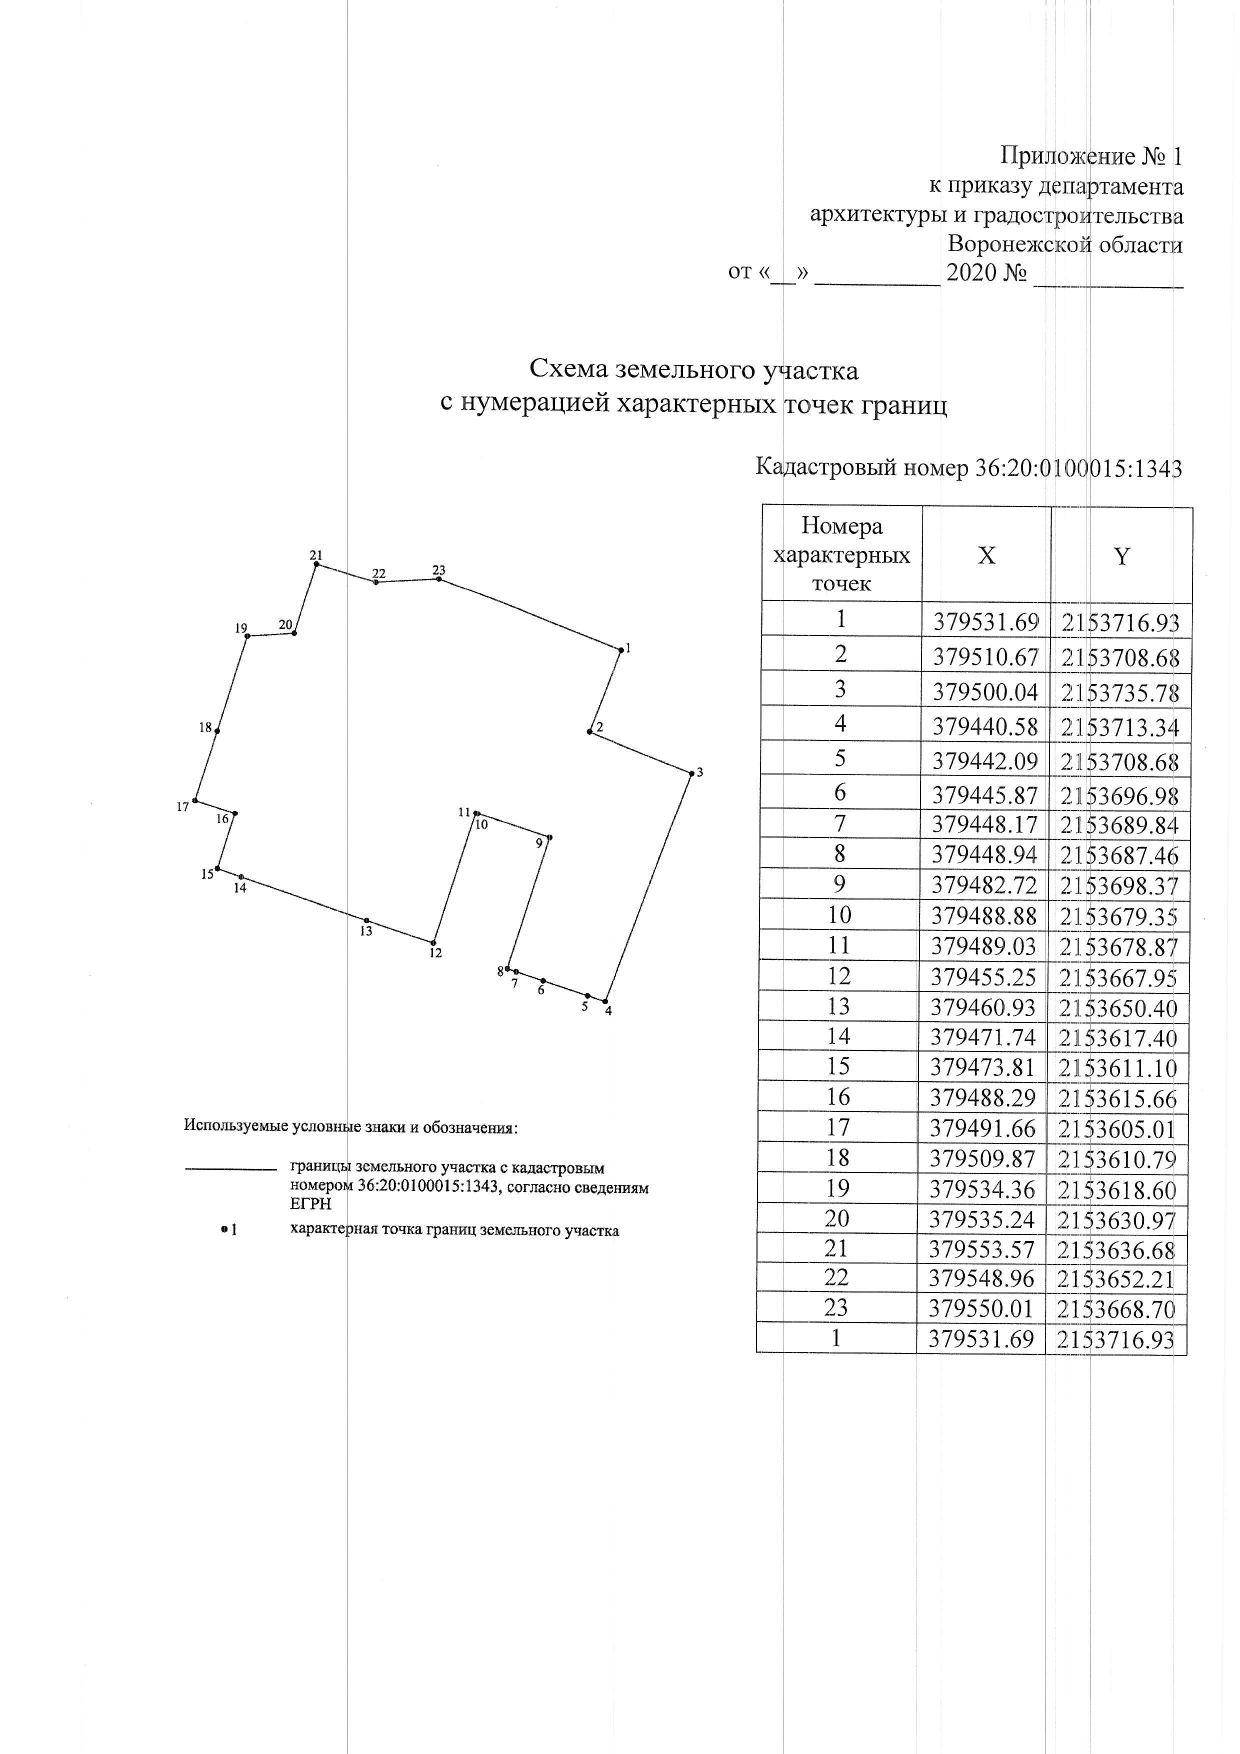 Приложение № 1
к приказу департамента
архитектуры и градостроительства
Воронежской области
от «__» __________ 2020 № ____________
Схема земельного участка
с нумерацией характерных точек границ
Кадастровый номер 36:20:0100015:1343
Номера характерных точек X Y
1 379531.69 2153716.93
2 379510.67 2153708.68
3 379500.04 2153735.78
4 379440.58 2153713.34
5 379442.09 2153708.68
6 379445.87 2153696.98
7 379448.17 2153689.84
8 379448.94 2153687.46
9 379482.72 2153698.37
10 379488.88 2153679.35
11 379489.03 2153678.87
12 379455.25 2153667.95
13 379460.93 2153650.40
14 379471.74 2153617.40
15 379473.81 2153611.10
16 379488.29 2153615.66
17 379491.66 2153605.01
18 379509.87 2153610.79
19 379534.36 2153618.60
20 379535.24 2153630.97
21 379553.57 2153636.68
22 379548.96 2153652.21
23 379550.01 2153668.70
1 379531.69 2153716.93
21
22
23
19
20
1
18
2
3
17
16
11
10
9
15
14
13
12
8
7
6
5
4
Используемые условные знаки и обозначения:
границы земельного участка с кадастровым
номером 36:20:0100015:1343, согласно сведениям
ЕГРН
1 характерная точка границ земельного участка